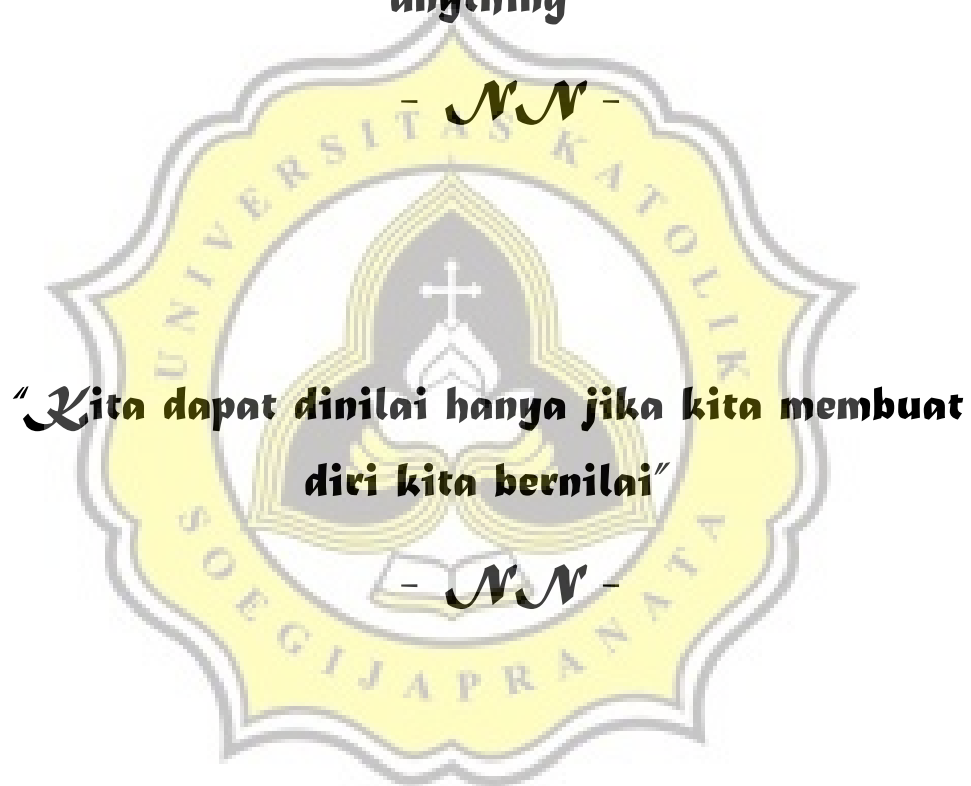 anything
- NN -
UNIVERSITAS KATOLIK
"Kita dapat dinilai hanya jika kita membuat
diri kita bernilai"
- NN -
SOEGIJAPRANATA